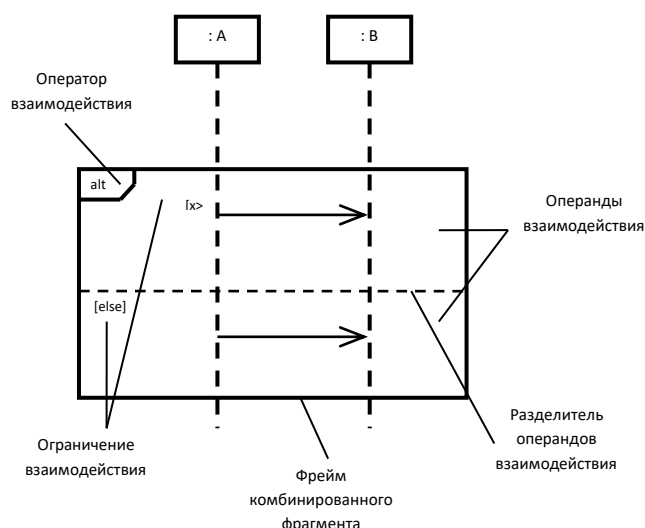 : A
: B
Оператор
взаимодействия
alt
[x>
Операнды
взаимодействия
[else]
Ограничение
взаимодействия
Разделитель
операндов
взаимодействия
Фрейм
комбинированного
фрагмента